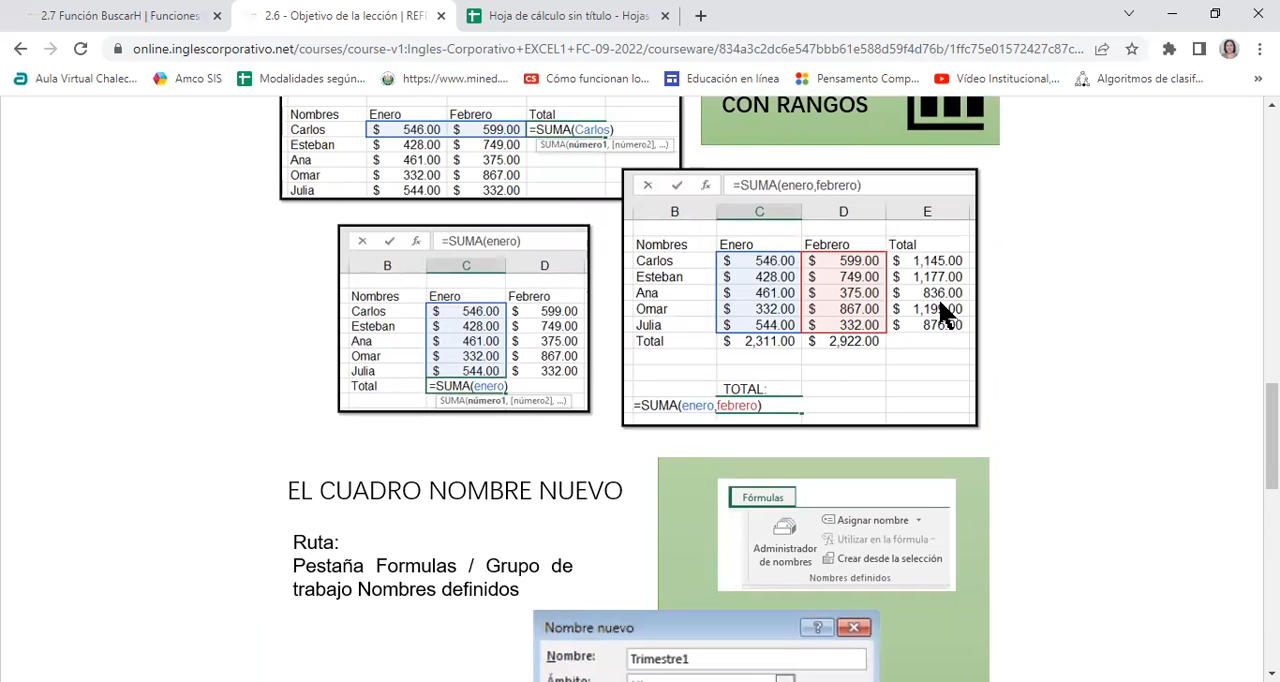 2.7 Función BuscarH | Funciones
2.6 - Objetivo de la lección | REF
Hoja de cálculo sin título - Hojas
online.inglescorporativo.net/courses/course-v1:Ingles-Corporativo+EXCEL1+FC-09-2022/courseware/834a3c2dc6e547bbb61e588d59f4d76b/1ffc75e01572427c87c...
Aula Virtual Chalec...
Amco SIS
Modalidades según...
https://www.mined...
Cómo funcionan lo...
Educación en línea
Pensamento Comp...
Vídeo Institucional,...
Algoritmos de clasif...
Nombres Enero Febrero Total
Carlos $ 546.00 $ 599.00 =SUMA(Carlos)
Esteban $ 428.00 $ 749.00 SUMA(número1, [número2], ...)
Ana $ 461.00 $ 375.00
Omar $ 332.00 $ 867.00
Julia $ 544.00 $ 332.00
CON RANGOS
=SUMA(enero)
B C D
Nombres Enero Febrero
Carlos $ 546.00 $ 599.00
Esteban $ 428.00 $ 749.00
Ana $ 461.00 $ 375.00
Omar $ 332.00 $ 867.00
Julia $ 544.00 $ 332.00
Total =SUMA(enero)
SUMA(número1, [número2], ...)
=SUMA(enero,febrero)
B C D E
Nombres Enero Febrero Total
Carlos $ 546.00 $ 599.00 $ 1,145.00
Esteban $ 428.00 $ 749.00 $ 1,177.00
Ana $ 461.00 $ 375.00 $ 836.00
Omar $ 332.00 $ 867.00 $
Julia $ 544.00 $ 332.00 $
Total $ 2,311.00 $ 2,922.00
TOTAL:
=SUMA(enero,febrero)
EL CUADRO NOMBRE NUEVO
Ruta:
Pestaña Formulas / Grupo de
trabajo Nombres definidos
Fórmulas
Administrador
de nombres
Asignar nombre
Utilizar en la fórmula
Crear desde la selección
Nombres definidos
Nombre nuevo
Nombre: Trimestre1